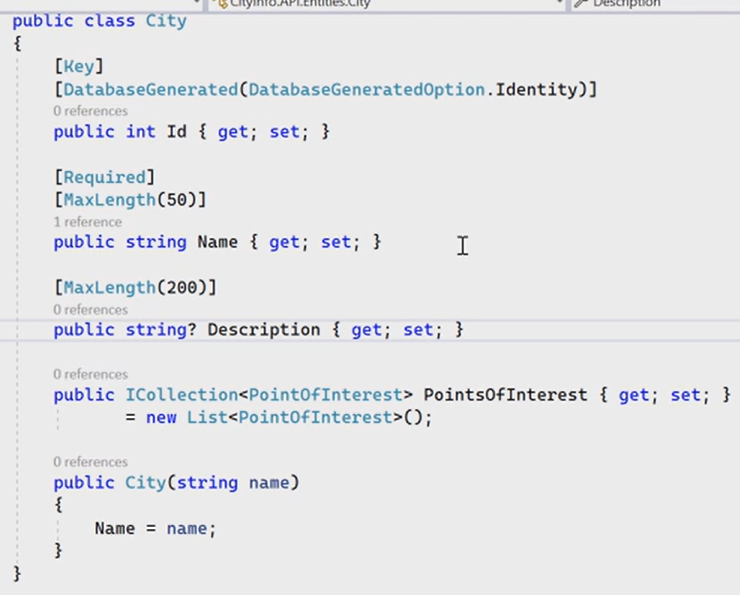 CityInfo.API.Entities.City Description
public class City
{
[Key]
[DatabaseGenerated(DatabaseGeneratedOption.Identity)]
0 references
public int Id { get; set; }
[Required]
[MaxLength(50)]
1 reference
public string Name { get; set; }
[MaxLength(200)]
0 references
public string? Description { get; set; }
0 references
public ICollection<PointOfInterest> PointsOfInterest { get; set; }
= new List<PointOfInterest>();
0 references
public City(string name)
{
Name = name;
}
}